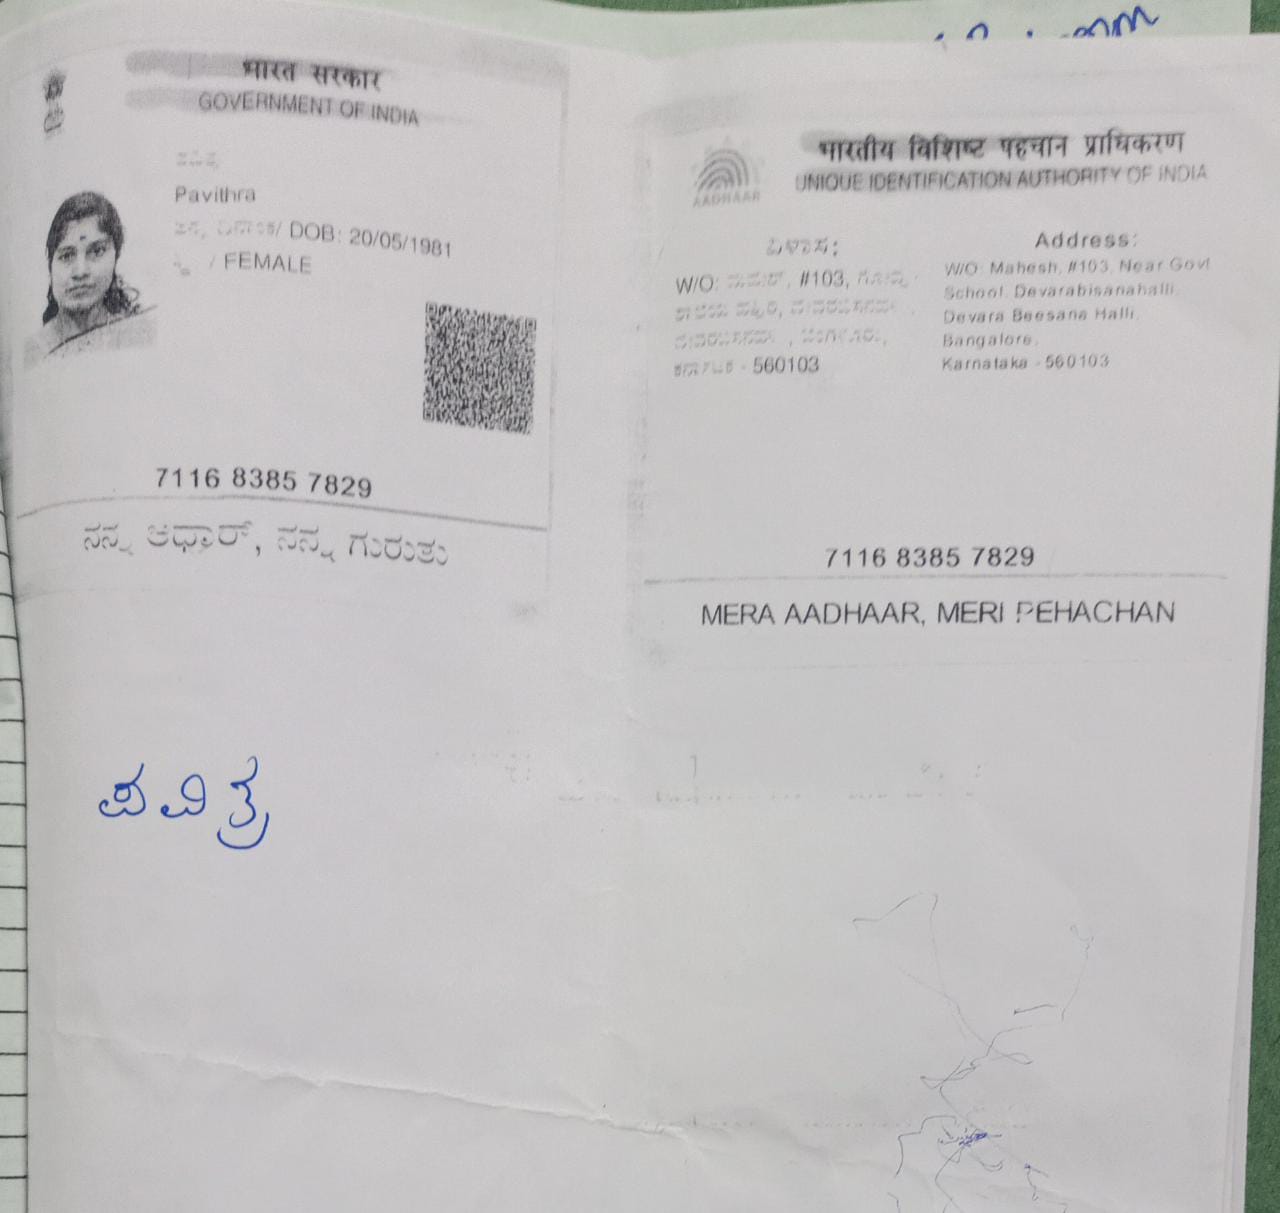 भारत सरकार
GOVERNMENT OF INDIA
Pavithra
/ DOB: 20/05/1981
/ FEMALE
7116 8385 7829
ನನ್ನ ಆಧಾರ್, ನನ್ನ ಗುರುತು
ಪವಿತ್ರ
भारतीय विशिष्ट पहचान प्राधिकरण
UNIQUE IDENTIFICATION AUTHORITY OF INDIA
AADHAAR
ವಿಳಾಸ:
W/O: #103,
- 560103
Address:
W/O: Mahesh, #103, Near Govt
School, Devarabisanahalli,
Devara Beesana Halli,
Bangalore,
Karnataka - 560103
7116 8385 7829
MERA AADHAAR, MERI PEHACHAN